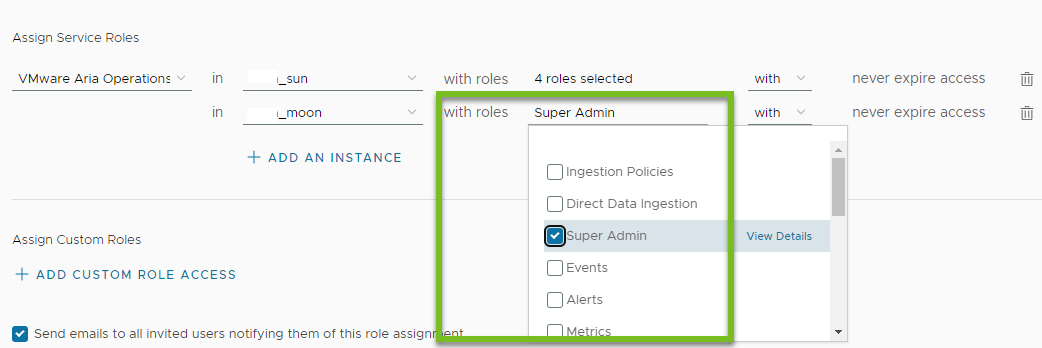 Assign Service Roles
VMware Aria Operations in _sun with roles 4 roles selected with never expire access
in _moon with roles Super Admin with never expire access
ADD AN INSTANCE
Ingestion Policies
Direct Data Ingestion
Super Admin View Details
Events
Alerts
Metrics
Assign Custom Roles
ADD CUSTOM ROLE ACCESS
Send emails to all invited users notifying them of this role assignment